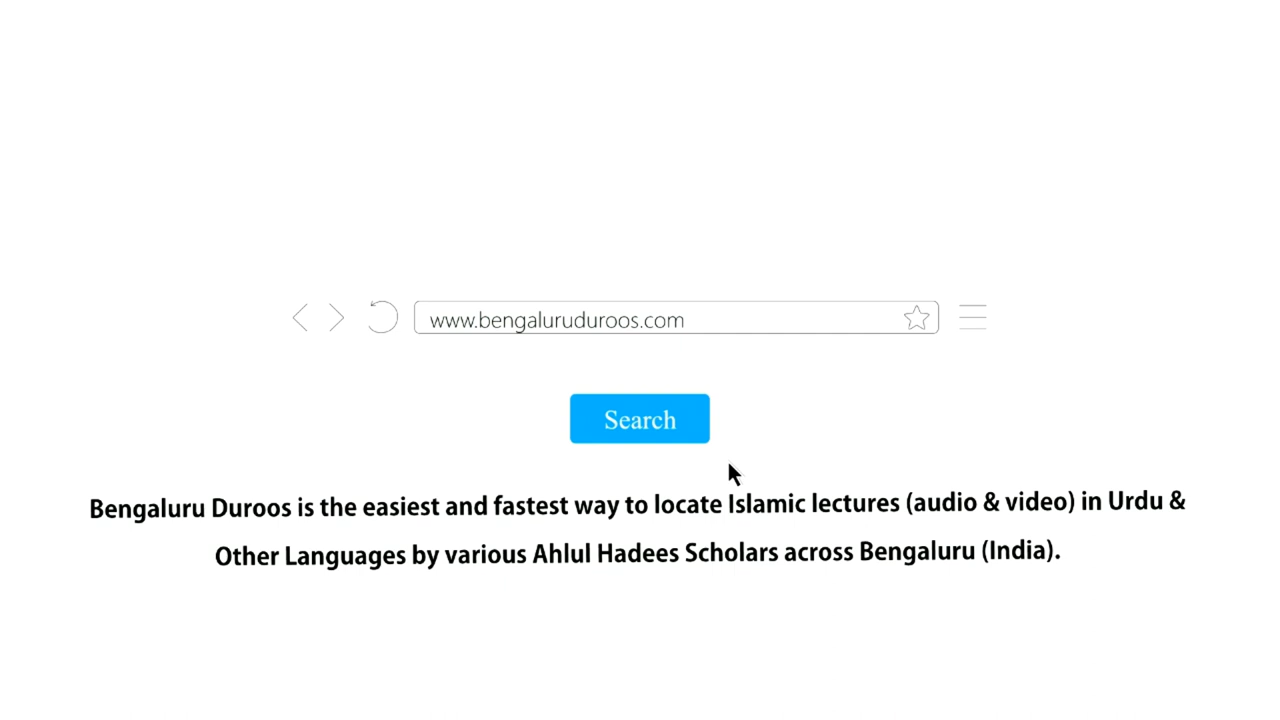 www.bengaluruduroos.com
Search
Bengaluru Duroos is the easiest and fastest way to locate Islamic lectures (audio & video) in Urdu &
Other Languages by various Ahlul Hadees Scholars across Bengaluru (India).